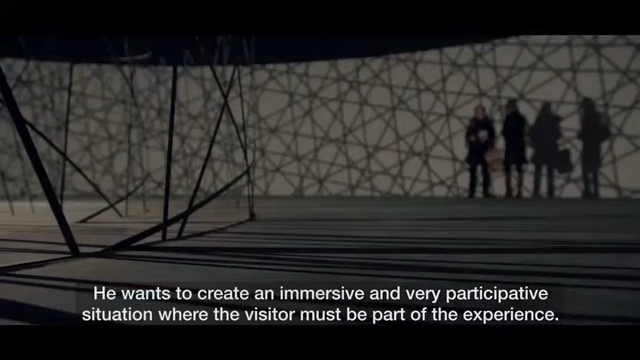 He wants to create an immersive and very participative
situation where the visitor must be part of the experience.